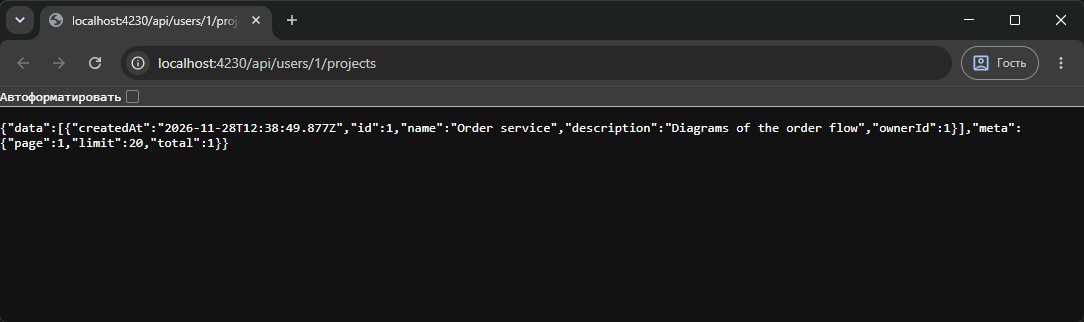 localhost:4230/api/users/1/proj
localhost:4230/api/users/1/projects
Гость
Автоформатировать
{"data":[{"createdAt":"2026-11-28T12:38:49.877Z","id":1,"name":"Order service","description":"Diagrams of the order flow","ownerId":1}],"meta":
{"page":1,"limit":20,"total":1}}